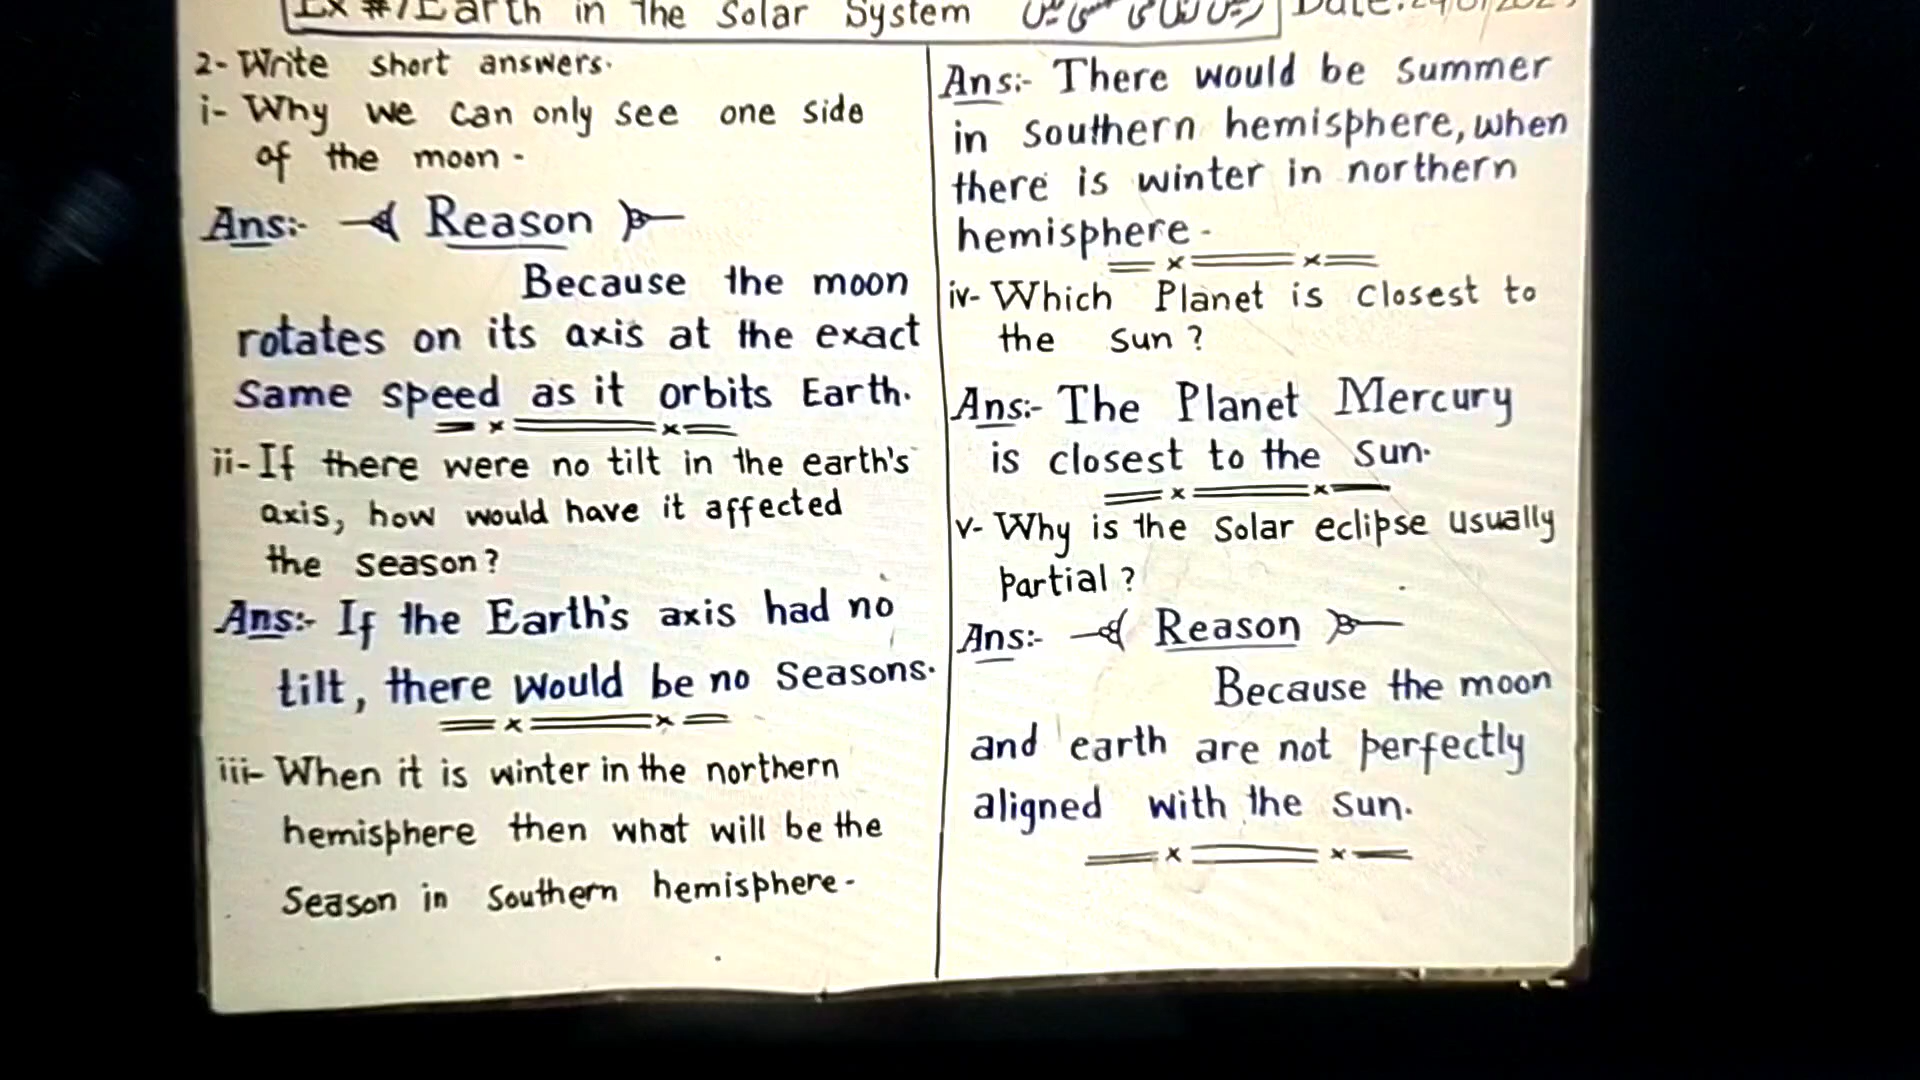 Earth in the Solar System
2- Write short answers.
i- Why we can only see one side
of the moon -
Ans:- Reason
Because the moon
rotates on its axis at the exact
same speed as it orbits Earth.
ii- If there were no tilt in the earth's
axis, how would have it affected
the season?
Ans:- If the Earth's axis had no
tilt, there would be no seasons.
iii- When it is winter in the northern
hemisphere then what will be the
Season in Southern hemisphere-
Ans:- There would be summer
in southern hemisphere, when
there is winter in northern
hemisphere-
iv- Which Planet is closest to
the sun?
Ans:- The Planet Mercury
is closest to the sun.
v- Why is the solar eclipse usually
partial?
Ans:- Reason
Because the moon
and earth are not perfectly
aligned with the sun.